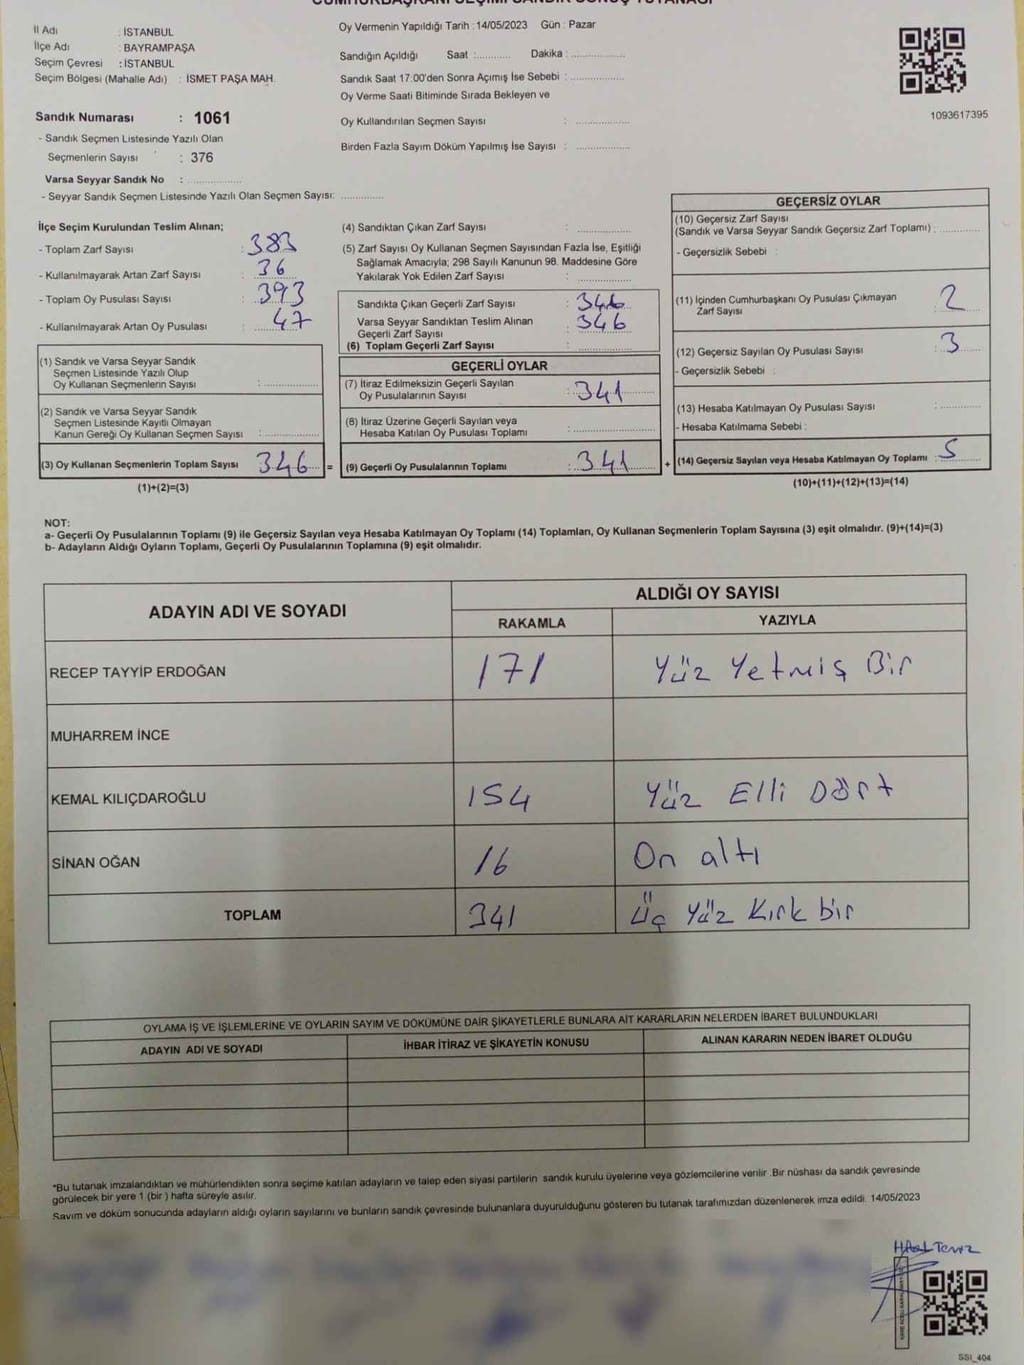 CUMHURBAŞKANI SEÇİMİ SANDIK SONUÇ TUTANAĞI
İl Adı : İSTANBUL
İlçe Adı : BAYRAMPAŞA
Seçim Çevresi : İSTANBUL
Seçim Bölgesi (Mahalle Adı) : İSMET PAŞA MAH.
Oy Vermenin Yapıldığı Tarih : 14/05/2023 Gün : Pazar
Sandığın Açıldığı Saat :............ Dakika :................
Sandık Saat 17:00'den Sonra Açımış İse Sebebi : ................
Oy Verme Saati Bitiminde Sırada Bekleyen ve
Oy Kullandırılan Seçmen Sayısı : ................
Birden Fazla Sayım Döküm Yapılmış İse Sayısı : ................
1093617395
Sandık Numarası : 1061
- Sandık Seçmen Listesinde Yazılı Olan
Seçmenlerin Sayısı : 376
Varsa Seyyar Sandık No : ................
- Seyyar Sandık Seçmen Listesinde Yazılı Olan Seçmen Sayısı: ............
İlçe Seçim Kurulundan Teslim Alınan;
- Toplam Zarf Sayısı : 383
- Kullanılmayarak Artan Zarf Sayısı : 36
- Toplam Oy Pusulası Sayısı : 393
- Kullanılmayarak Artan Oy Pusulası : 47
(1) Sandık ve Varsa Seyyar Sandık
Seçmen Listesinde Yazılı Olup
Oy Kullanan Seçmenlerin Sayısı : ................
(2) Sandık ve Varsa Seyyar Sandık
Seçmen Listesinde Kayıtlı Olmayan
Kanun Gereği Oy Kullanan Seçmen Sayısı : ................
(3) Oy Kullanan Seçmenlerin Toplam Sayısı 346 =
(1)+(2)=(3)
(4) Sandıktan Çıkan Zarf Sayısı : ................
(5) Zarf Sayısı Oy Kullanan Seçmen Sayısından Fazla İse, Eşitliği
Sağlamak Amacıyla; 298 Sayılı Kanunun 98. Maddesine Göre
Yakılarak Yok Edilen Zarf Sayısı : ................
Sandıkta Çıkan Geçerli Zarf Sayısı : 346
Varsa Seyyar Sandıktan Teslim Alınan : 346
Geçerli Zarf Sayısı
(6) Toplam Geçerli Zarf Sayısı : ................
GEÇERLİ OYLAR
(7) İtiraz Edilmeksizin Geçerli Sayılan
Oy Pusulalarının Sayısı : 341
(8) İtiraz Üzerine Geçerli Sayılan veya
Hesaba Katılan Oy Pusulası Toplamı : ................
(9) Geçerli Oy Pusulalarının Toplamı : 341 +
GEÇERSİZ OYLAR
(10) Geçersiz Zarf Sayısı
(Sandık ve Varsa Seyyar Sandık Geçersiz Zarf Toplamı) : ............
- Geçersizlik Sebebi :
(11) İçinden Cumhurbaşkanı Oy Pusulası Çıkmayan
Zarf Sayısı : 2
(12) Geçersiz Sayılan Oy Pusulası Sayısı : 3
- Geçersizlik Sebebi :
(13) Hesaba Katılmayan Oy Pusulası Sayısı : ............
- Hesaba Katılmama Sebebi :
(14) Geçersiz Sayılan veya Hesaba Katılmayan Oy Toplamı : 5
(10)+(11)+(12)+(13)=(14)
NOT:
a- Geçerli Oy Pusulalarının Toplamı (9) ile Geçersiz Sayılan veya Hesaba Katılmayan Oy Toplamı (14) Toplamları, Oy Kullanan Seçmenlerin Toplam Sayısına (3) eşit olmalıdır. (9)+(14)=(3)
b- Adayların Aldığı Oyların Toplamı, Geçerli Oy Pusulalarının Toplamına (9) eşit olmalıdır.
ADAYIN ADI VE SOYADI
ALDIĞI OY SAYISI
RAKAMLA YAZIYLA
RECEP TAYYİP ERDOĞAN 171 Yüz Yetmiş Bir
MUHARREM İNCE
KEMAL KILIÇDAROĞLU 154 Yüz Elli Dört
SİNAN OĞAN 16 On altı
TOPLAM 341 Üç Yüz Kırk bir
OYLAMA İŞ VE İŞLEMLERİNE VE OYLARIN SAYIM VE DÖKÜMÜNE DAİR ŞİKAYETLERLE BUNLARA AİT KARARLARIN NELERDEN İBARET BULUNDUKLARI
ADAYIN ADI VE SOYADI İHBAR İTİRAZ VE ŞİKAYETİN KONUSU ALINAN KARARIN NEDEN İBARET OLDUĞU
*Bu tutanak imzalandıktan ve mühürlendikten sonra seçime katılan adayların ve talep eden siyasi partilerin sandık kurulu üyelerine veya gözlemcilerine verilir .Bir nüshası da sandık çevresinde
görülecek bir yere 1 (bir) hafta süreyle asılır.
Sayım ve döküm sonucunda adayların aldığı oyların sayılarını ve bunların sandık çevresinde bulunanlara duyurulduğunu gösteren bu tutanak tarafımızdan düzenlenerek imza edildi. 14/05/2023
SSI_404